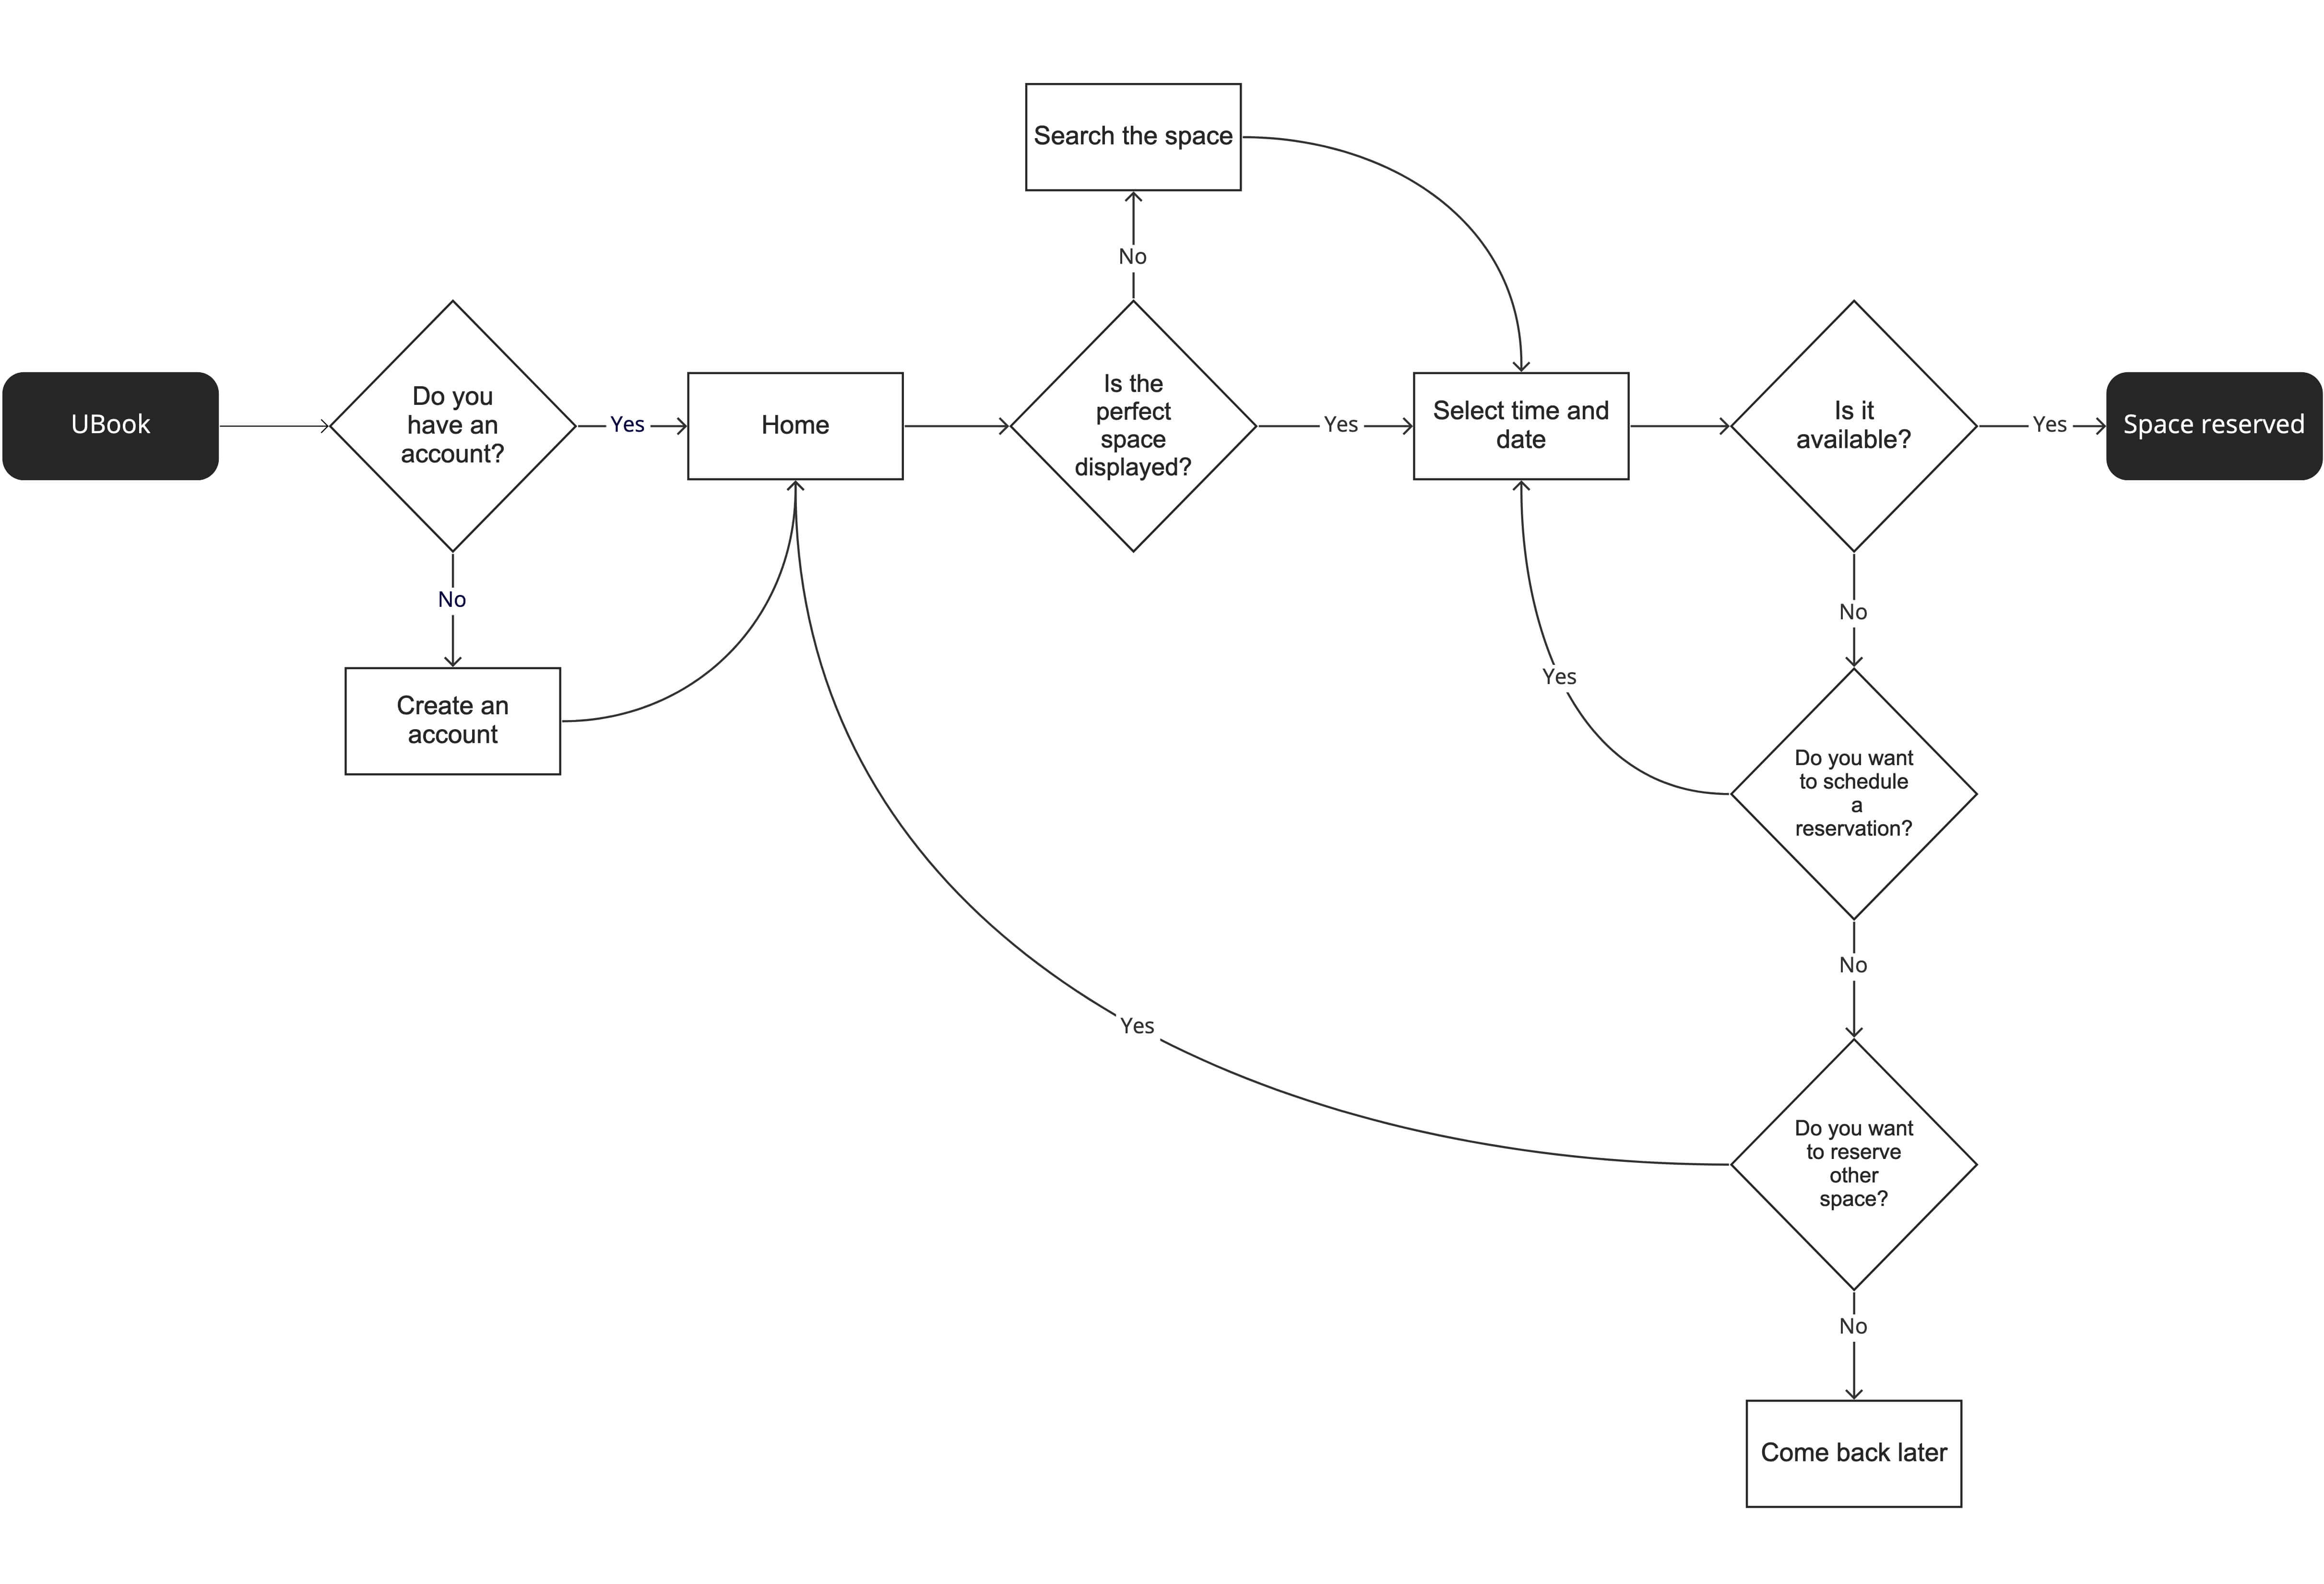 Search the space
No
UBook
Do you
have an
account?
Yes
Home
Is the
perfect
space
displayed?
Yes
Select time and
date
Is it
available?
Yes
Space reserved
No
Create an
account
No
Yes
Do you want
to schedule
a
reservation?
No
Yes
Do you want
to reserve
other
space?
No
Come back later